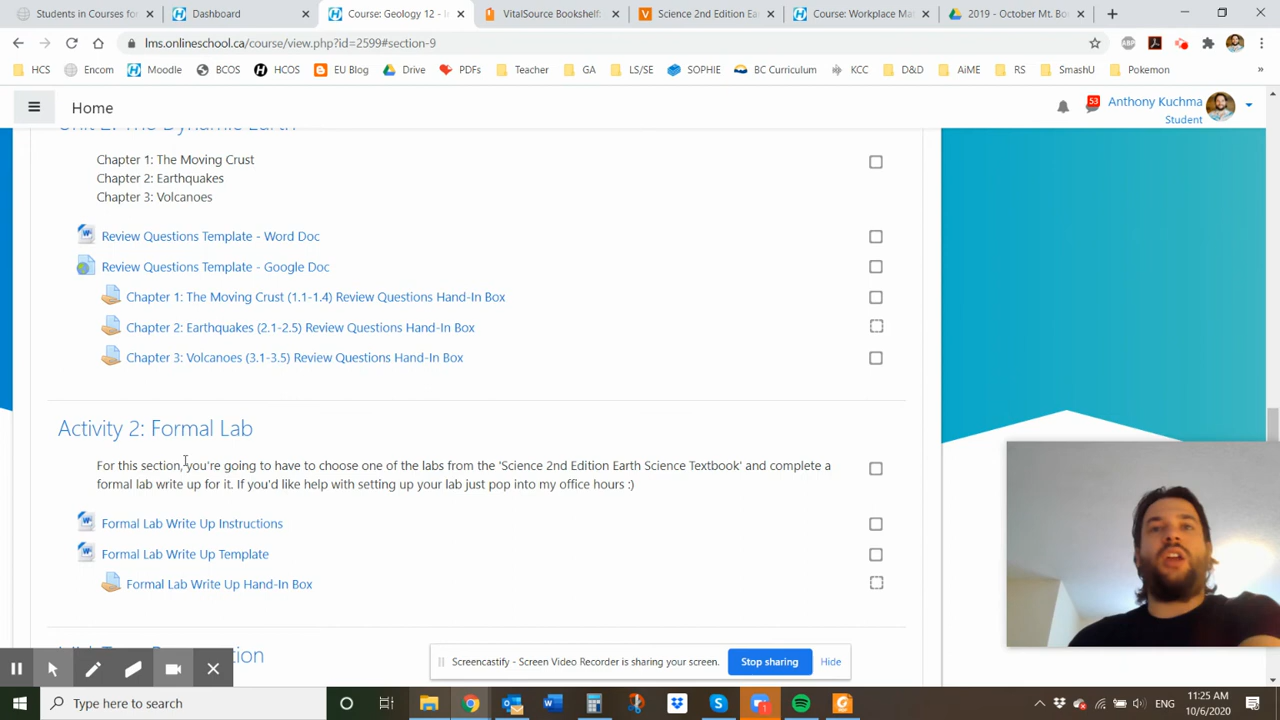 Students in Activities - C
Dashboard
Course: Geology 12 - I
VitalSource Bookshelf:
Science 2nd Edition Ear
Course: Workplace Ma
2019 - October Mt. Bo
lms.onlineschool.ca/course/view.php?id=2599#section-9
HCS
Encom
Moodle
BCOS
HCOS
EU Blog
Drive
PDFs
Teacher
GA
LS/SE
SOPHIE
BC Curriculum
KCC
D&D
AiME
RS
SmashU
Pokemon
»
Home
53
Anthony Kuchma
Student
Unit 2: The Dynamic Earth
Chapter 1: The Moving Crust
Chapter 2: Earthquakes
Chapter 3: Volcanoes
Review Questions Template - Word Doc
Review Questions Template - Google Doc
Chapter 1: The Moving Crust (1.1-1.4) Review Questions Hand-In Box
Chapter 2: Earthquakes (2.1-2.5) Review Questions Hand-In Box
Chapter 3: Volcanoes (3.1-3.5) Review Questions Hand-In Box
Activity 2: Formal Lab
For this section, you're going to have to choose one of the labs from the 'Science 2nd Edition Earth Science Textbook' and complete a
formal lab write up for it. If you'd like help with setting up your lab just pop into my office hours :)
Formal Lab Write Up Instructions
Formal Lab Write Up Template
Formal Lab Write Up Hand-In Box
Screencastify - Screen Video Recorder is sharing your screen.
Stop sharing
Hide
Type here to search
11:25 AM
10/6/2020